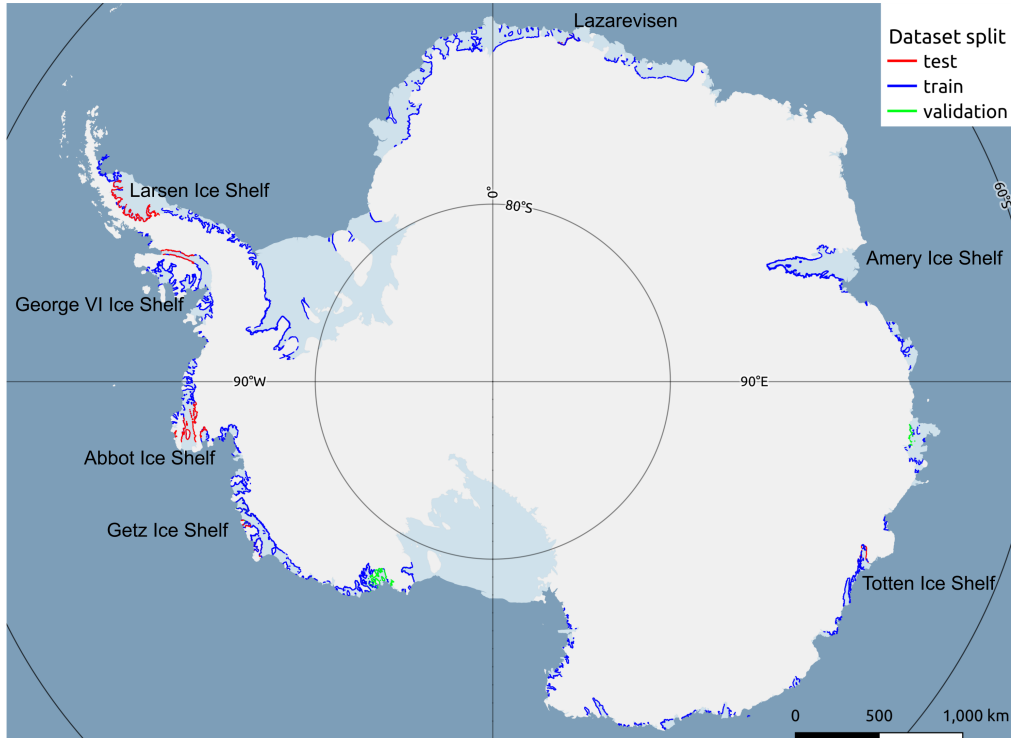 Lazarevisen
Dataset split
test
train
validation
Larsen Ice Shelf
0°
80°S
60°S
Amery Ice Shelf
George VI Ice Shelf
90°W
90°E
Abbot Ice Shelf
Getz Ice Shelf
Totten Ice Shelf
0 500 1,000 km